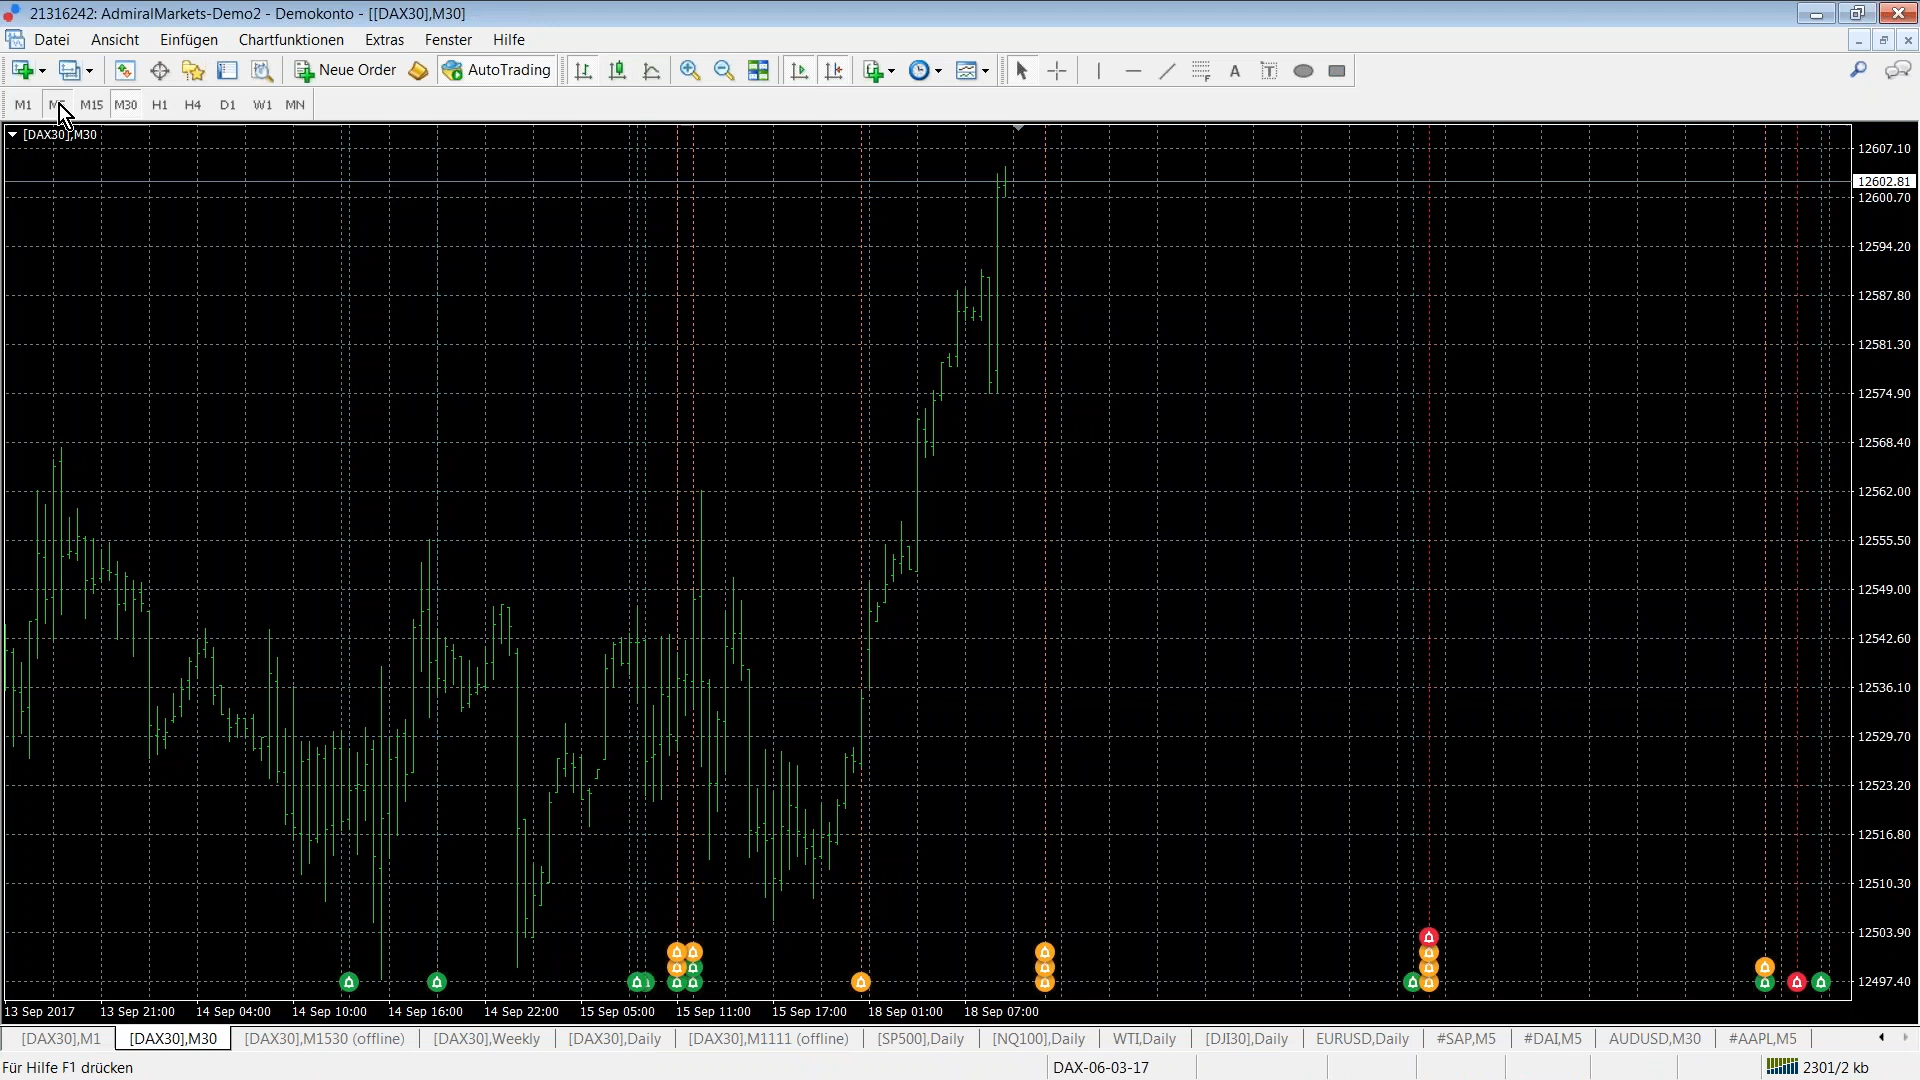 21316242: AdmiralMarkets-Demo2 - Demokonto - [[DAX30],M30]
Datei Ansicht Einfügen Chartfunktionen Extras Fenster Hilfe
Neue Order AutoTrading A T
M1 M5 M15 M30 H1 H4 D1 W1 MN
[DAX30],M30
12607.10
12602.81
12600.70
12594.20
12587.80
12581.30
12574.90
12568.40
12562.00
12555.50
12549.00
12542.60
12536.10
12529.70
12523.20
12516.80
12510.30
12503.90
12497.40
13 Sep 2017 13 Sep 21:00 14 Sep 04:00 14 Sep 10:00 14 Sep 16:00 14 Sep 22:00 15 Sep 05:00 15 Sep 11:00 15 Sep 17:00 18 Sep 01:00 18 Sep 07:00
[DAX30],M1 [DAX30],M30 [DAX30],M1530 (offline) [DAX30],Weekly [DAX30],Daily [DAX30],M1111 (offline) [SP500],Daily [NQ100],Daily WTI,Daily [DJI30],Daily EURUSD,Daily #SAP,M5 #DAI,M5 AUDUSD,M30 #AAPL,M5
Für Hilfe F1 drücken DAX-06-03-17 2301/2 kb